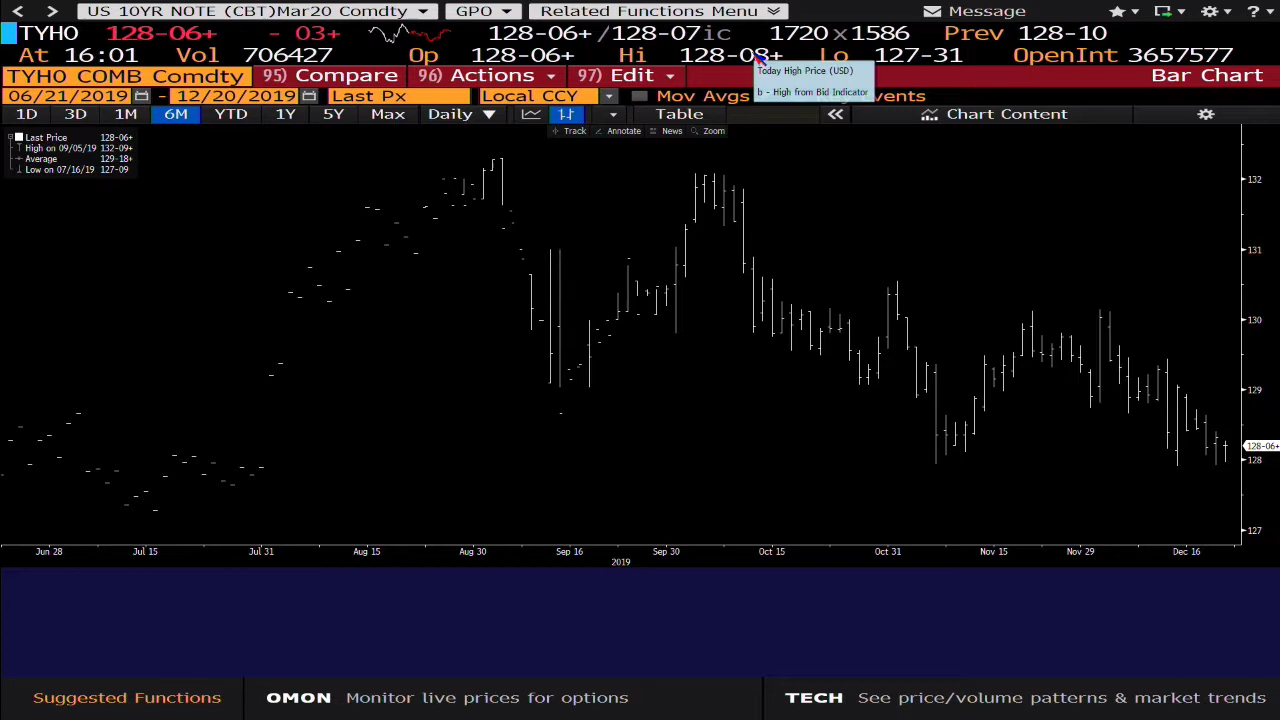 US 10YR NOTE (CBT)Mar20 Comdty GPO Related Functions Menu Message ?
TYH0 128-06+ - 03+ 128-06+/128-07ic 1720x1586 Prev 128-10
At 16:01 Vol 706427 Op 128-06+ Hi 128-08+ Lo 127-31 OpenInt 3657577
TYH0 COMB Comdty 95) Compare 96) Actions 97) Edit Bar Chart
Today High Price (USD)
b - High from Bid Indicator
06/21/2019 - 12/20/2019 Last Px Local CCY Mov Avgs Events
1D 3D 1M 6M YTD 1Y 5Y Max Daily Table Chart Content
Track Annotate News Zoom
Last Price 128-06+
High on 09/05/19 132-09+
Average 129-18+
Low on 07/16/19 127-09
132
131
130
129
128-06+
128
127
Jun 28 Jul 15 Jul 31 Aug 15 Aug 30 Sep 16 Sep 30 Oct 15 Oct 31 Nov 15 Nov 29 Dec 16
2019
Suggested Functions OMON Monitor live prices for options TECH See price/volume patterns & market trends